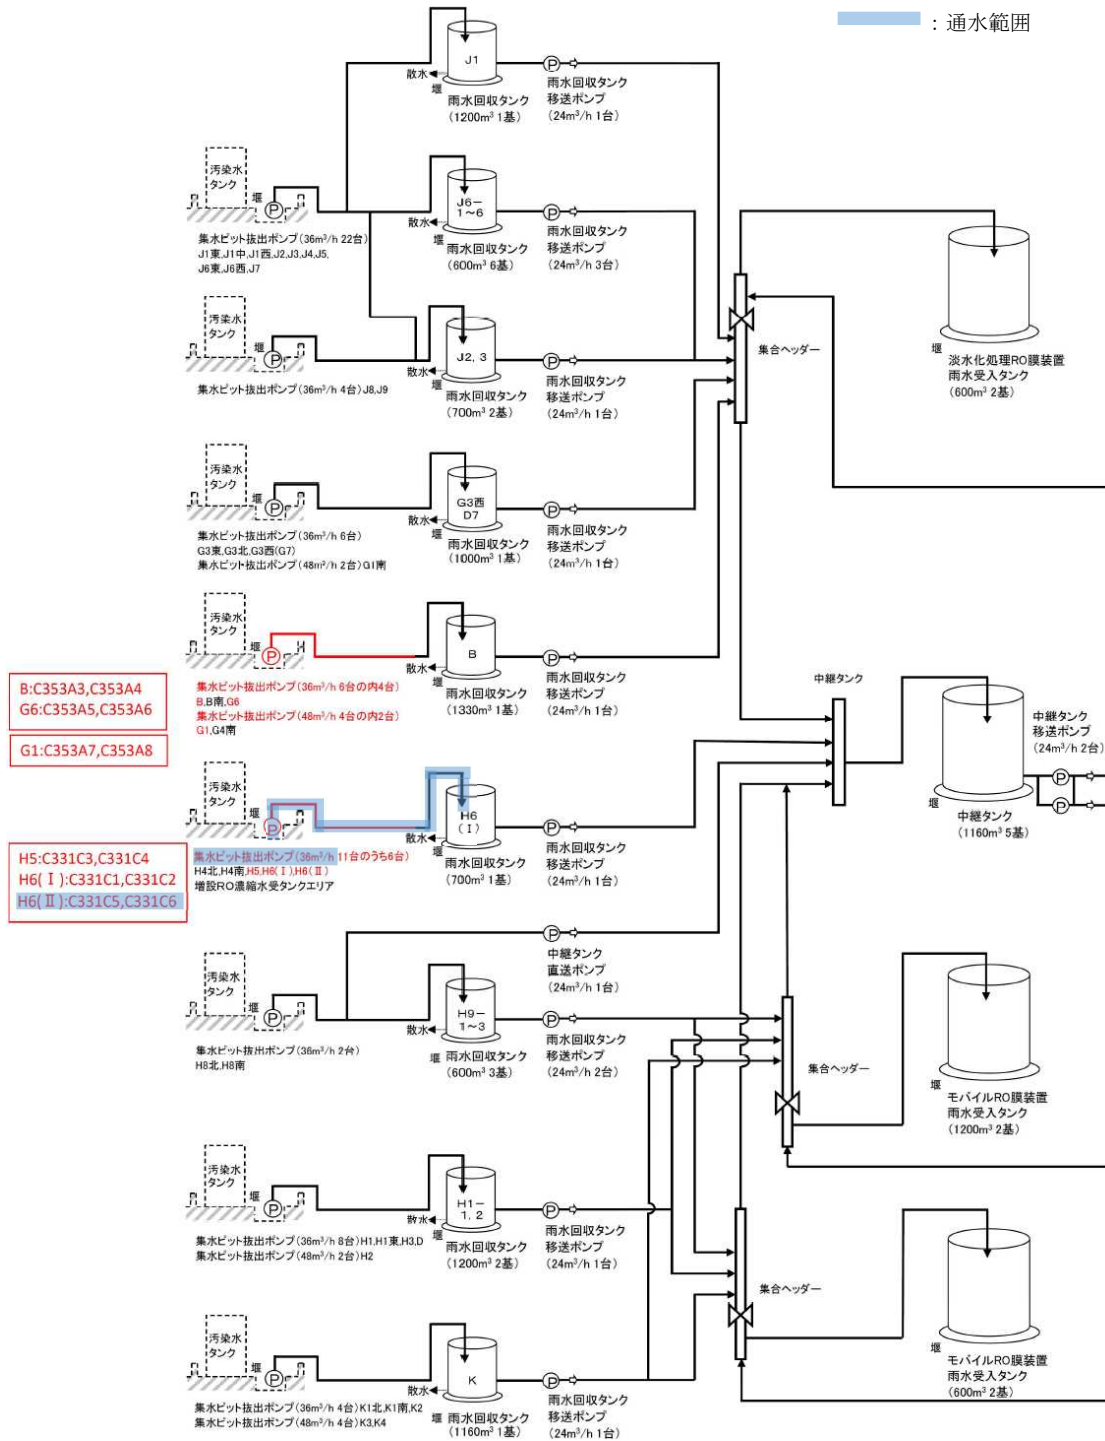 ：通水範囲
J1
散水
堰
雨水回収タンク
(1200m³ 1基)
P
雨水回収タンク
移送ポンプ
(24m³/h 1台)
汚染水
タンク
堰
P
集水ピット抜出ポンプ(36m³/h 22台)
J1東,J1中,J1西,J2,J3,J4,J5,
J6東,J6西,J7
J6－
1～6
散水
堰
雨水回収タンク
(600m³ 6基)
P
雨水回収タンク
移送ポンプ
(24m³/h 3台)
集合ヘッダー
堰
淡水化処理RO膜装置
雨水受入タンク
(600m³ 2基)
汚染水
タンク
堰
P
集水ピット抜出ポンプ(36m³/h 4台)J8,J9
J2, 3
散水
堰
雨水回収タンク
(700m³ 2基)
P
雨水回収タンク
移送ポンプ
(24m³/h 1台)
汚染水
タンク
堰
P
集水ピット抜出ポンプ(36m³/h 6台)
G3東,G3北,G3西(G7)
集水ピット抜出ポンプ(48m³/h 2台)G1南
G3西
D7
散水
堰
雨水回収タンク
(1000m³ 1基)
P
雨水回収タンク
移送ポンプ
(24m³/h 1台)
B:C353A3,C353A4
G6:C353A5,C353A6
G1:C353A7,C353A8
汚染水
タンク
堰
P
集水ピット抜出ポンプ(36m³/h 6台の内4台)
B,B南,G6
集水ピット抜出ポンプ(48m³/h 4台の内2台)
G1,G4南
B
散水
堰
雨水回収タンク
(1330m³ 1基)
P
雨水回収タンク
移送ポンプ
(24m³/h 1台)
中継タンク
中継タンク
移送ポンプ
(24m³/h 2台)
P
P
堰
中継タンク
(1160m³ 5基)
H5:C331C3,C331C4
H6(Ⅰ):C331C1,C331C2
H6(Ⅱ):C331C5,C331C6
汚染水
タンク
堰
P
集水ピット抜出ポンプ(36m³/h 11台のうち6台)
H4北,H4南,H5,H6(Ⅰ),H6(Ⅱ)
増設RO濃縮水受タンクエリア
H6
(Ⅰ)
散水
堰
雨水回収タンク
(700m³ 1基)
P
雨水回収タンク
移送ポンプ
(24m³/h 1台)
P
中継タンク
直送ポンプ
(24m³/h 1台)
汚染水
タンク
堰
P
集水ピット抜出ポンプ(36m³/h 2台)
H8北,H8南
H9－
1～3
散水
堰
雨水回収タンク
(600m³ 3基)
P
雨水回収タンク
移送ポンプ
(24m³/h 2台)
集合ヘッダー
堰
モバイルRO膜装置
雨水受入タンク
(1200m³ 2基)
汚染水
タンク
堰
P
集水ピット抜出ポンプ(36m³/h 8台)H1,H1東,H3,D
集水ピット抜出ポンプ(48m³/h 2台)H2
H1－
1, 2
散水
堰
雨水回収タンク
(1200m³ 2基)
P
雨水回収タンク
移送ポンプ
(24m³/h 1台)
集合ヘッダー
堰
モバイルRO膜装置
雨水受入タンク
(600m³ 2基)
汚染水
タンク
堰
P
集水ピット抜出ポンプ(36m³/h 4台)K1北,K1南,K2
集水ピット抜出ポンプ(48m³/h 4台)K3,K4
K
散水
堰
雨水回収タンク
(1160m³ 1基)
P
雨水回収タンク
移送ポンプ
(24m³/h 1台)